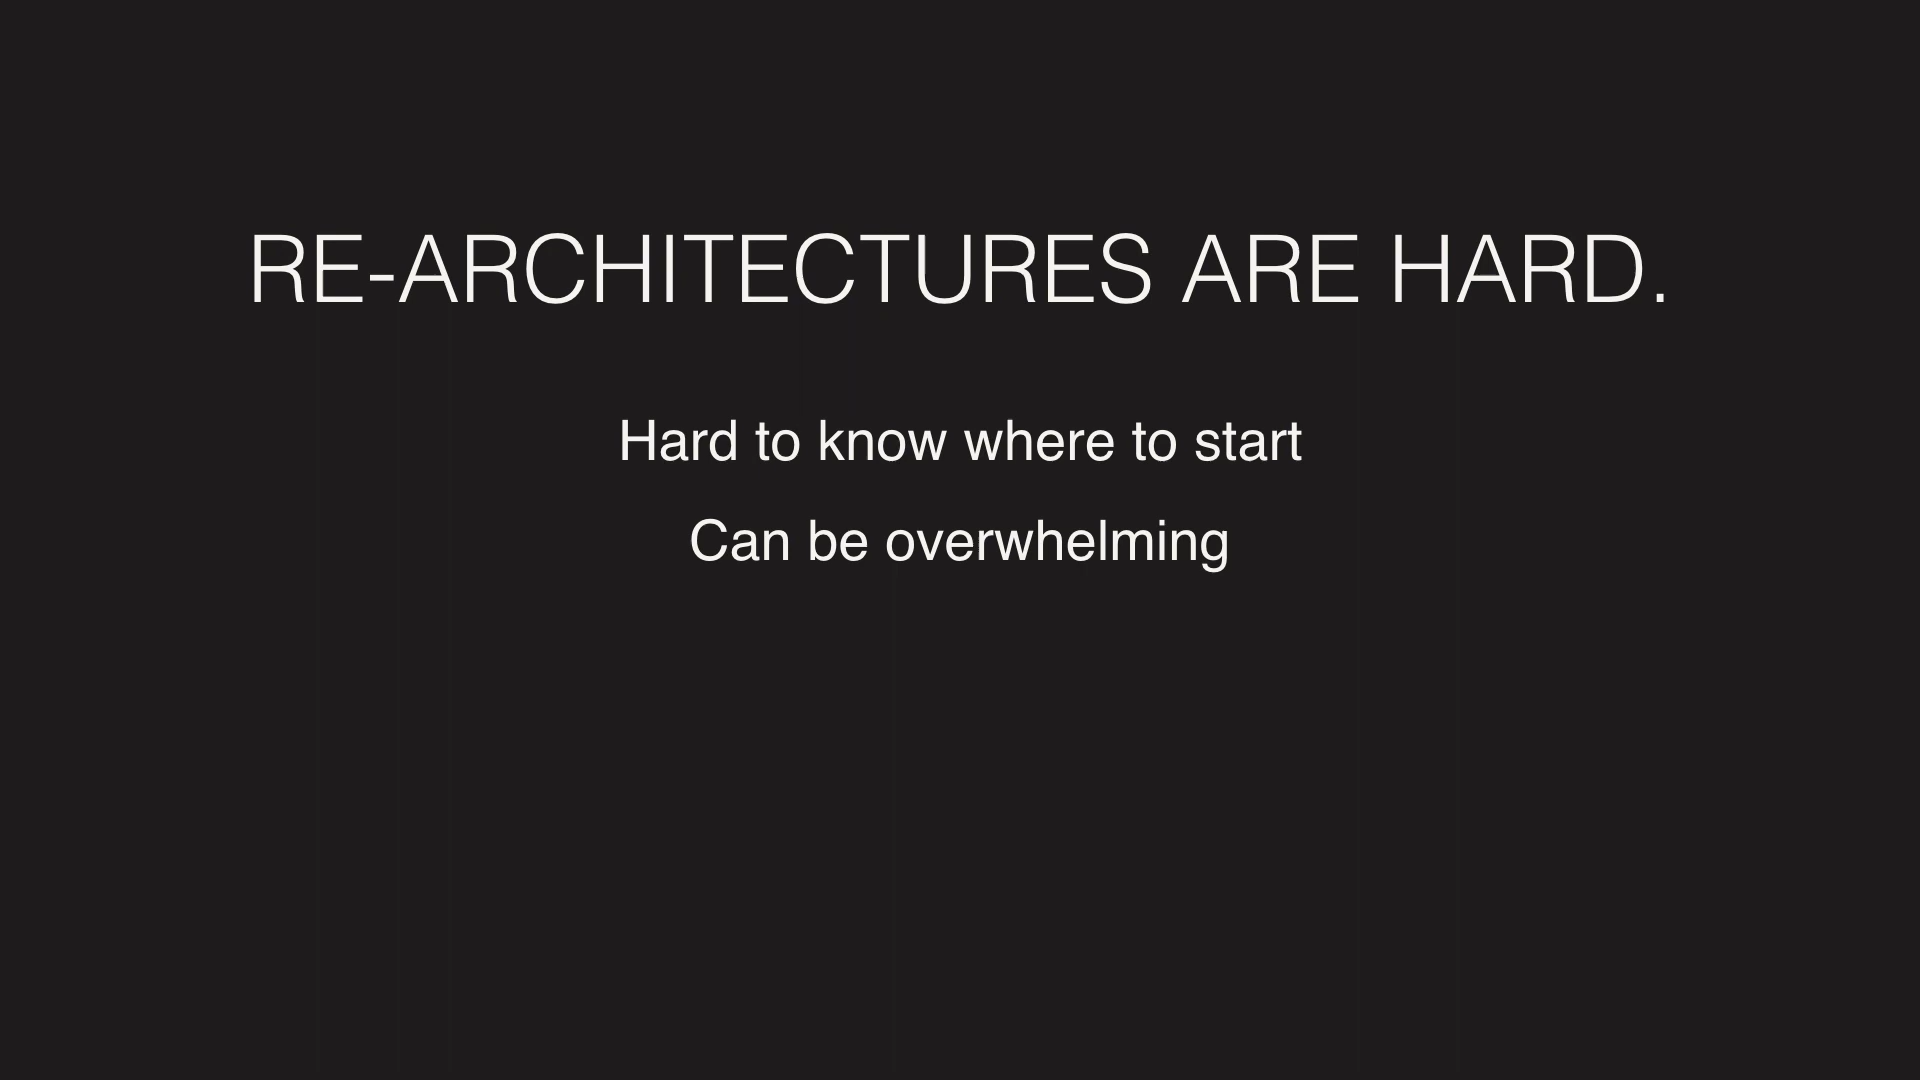 RE-ARCHITECTURES ARE HARD.
Hard to know where to start
Can be overwhelming